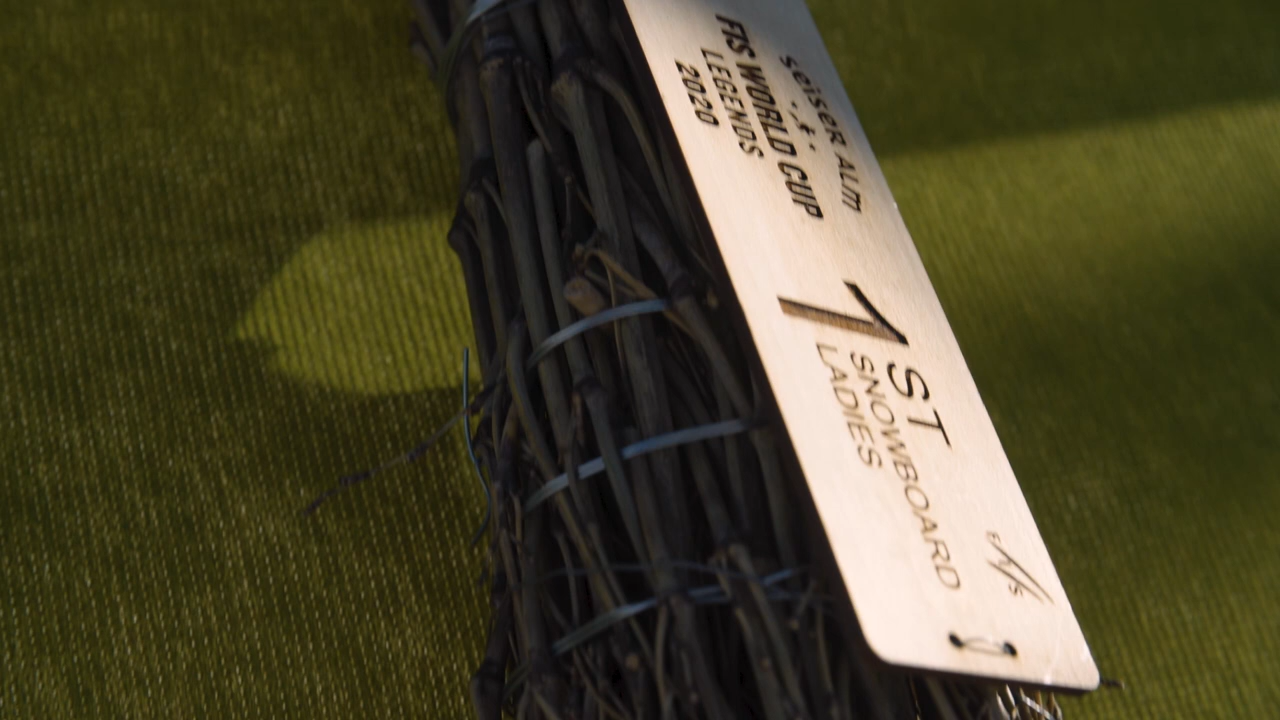 seiser alm
FIS WORLD CUP
LEGENDS
2020
1ST
SNOWBOARD
LADIES